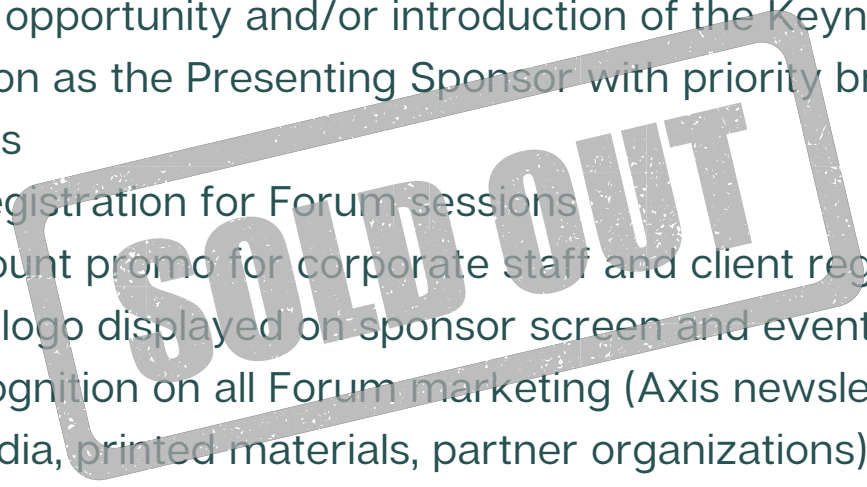 opportunity and/or introduction of the Keyn
on as the Presenting Sponsor with priority br
s
egistration for Forum sessions
ount promo for corporate staff and client reg
logo displayed on sponsor screen and event
ognition on all Forum marketing (Axis newsle
dia, printed materials, partner organizations)
SOLD OUT